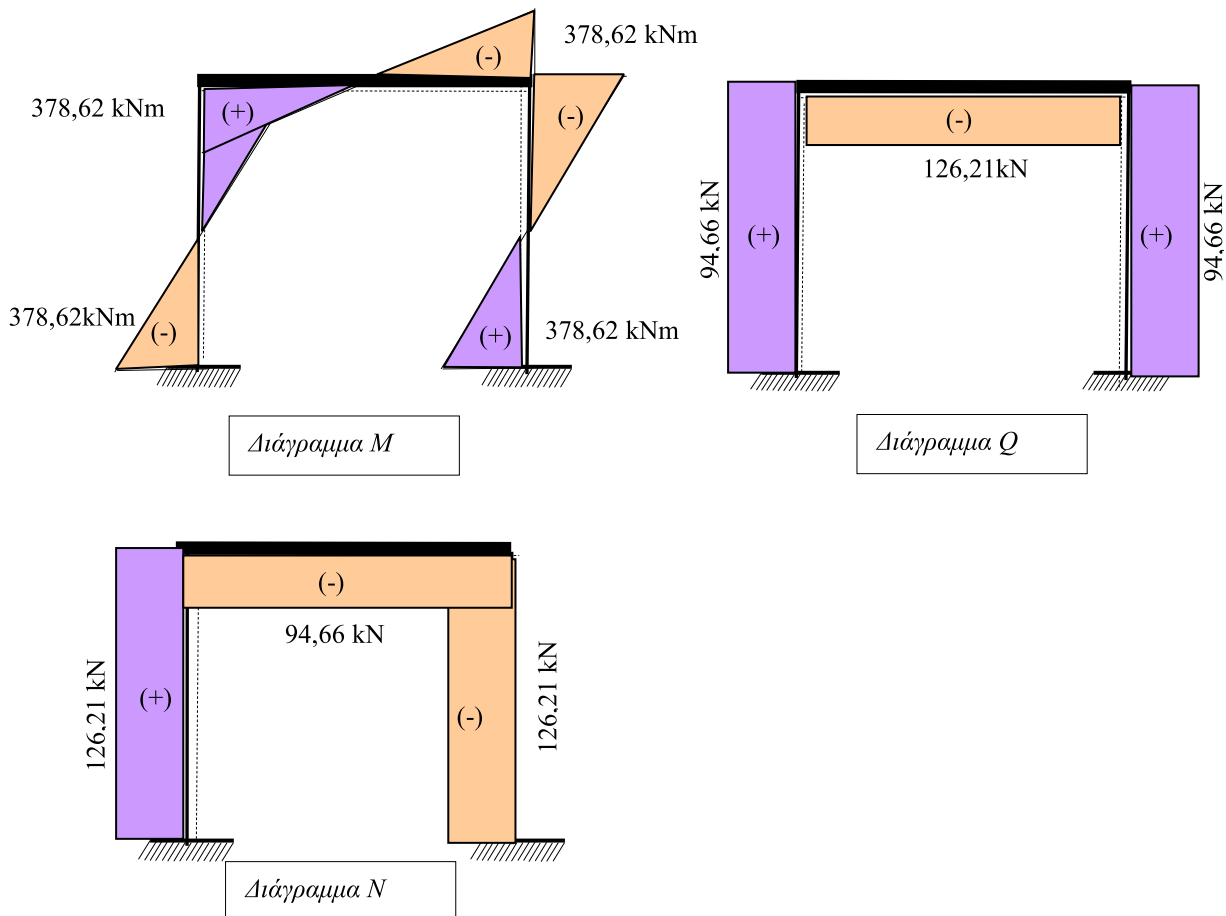 378,62 kNm
(-)
378,62 kNm
(+)
(-)
378,62kNm
(-)
(+)
378,62 kNm
Διάγραμμα M
(-)
126,21kN
94,66 kN
(+)
(+)
94,66 kN
Διάγραμμα Q
(-)
94,66 kN
126,21 kN
(+)
(-)
126,21 kN
Διάγραμμα N